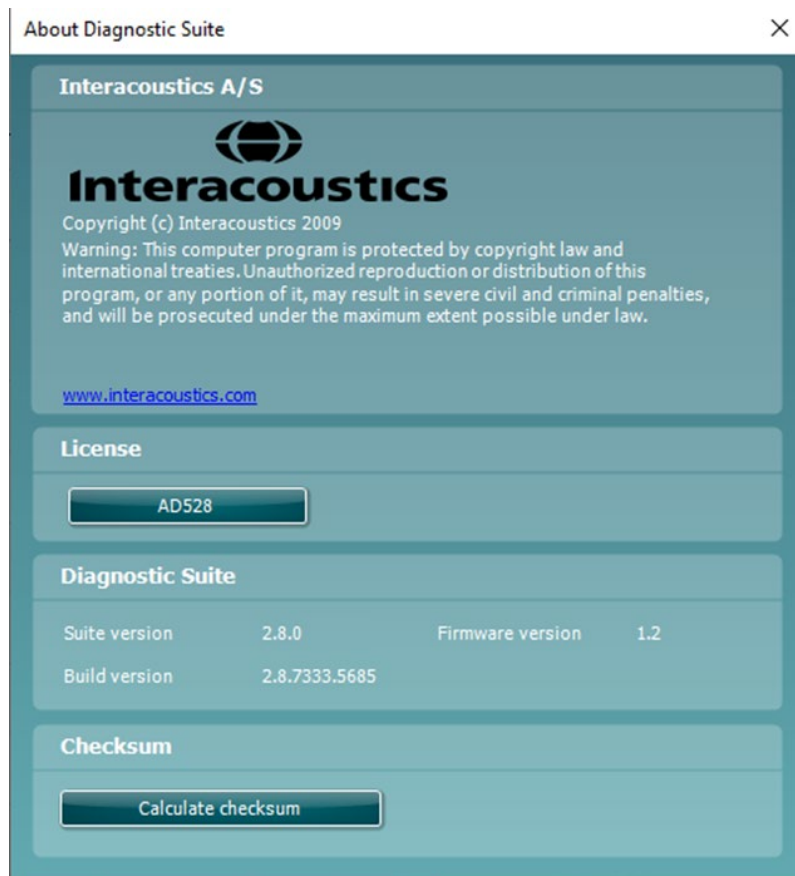 About Diagnostic Suite
Interacoustics A/S
Interacoustics
Copyright (c) Interacoustics 2009
Warning: This computer program is protected by copyright law and
international treaties. Unauthorized reproduction or distribution of this
program, or any portion of it, may result in severe civil and criminal penalties,
and will be prosecuted under the maximum extent possible under law.
www.interacoustics.com
License
AD528
Diagnostic Suite
Suite version 2.8.0 Firmware version 1.2
Build version 2.8.7333.5685
Checksum
Calculate checksum